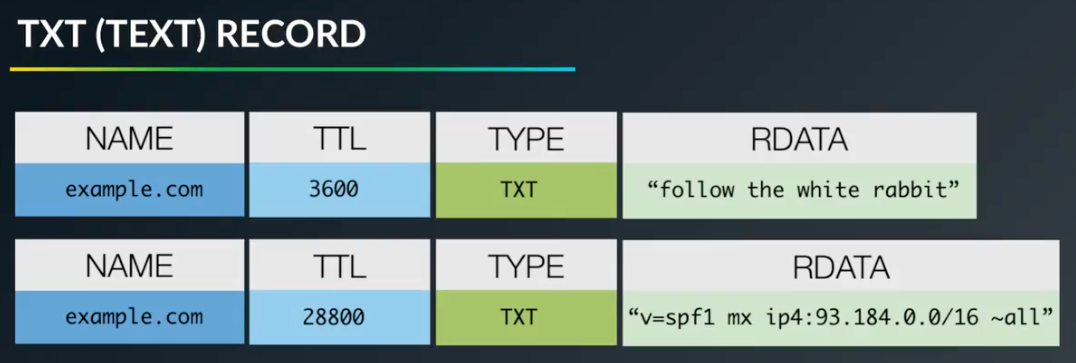 TXT (TEXT) RECORD
NAME TTL TYPE RDATA
example.com 3600 TXT “follow the white rabbit”
NAME TTL TYPE RDATA
example.com 28800 TXT “v=spf1 mx ip4:93.184.0.0/16 ~all”